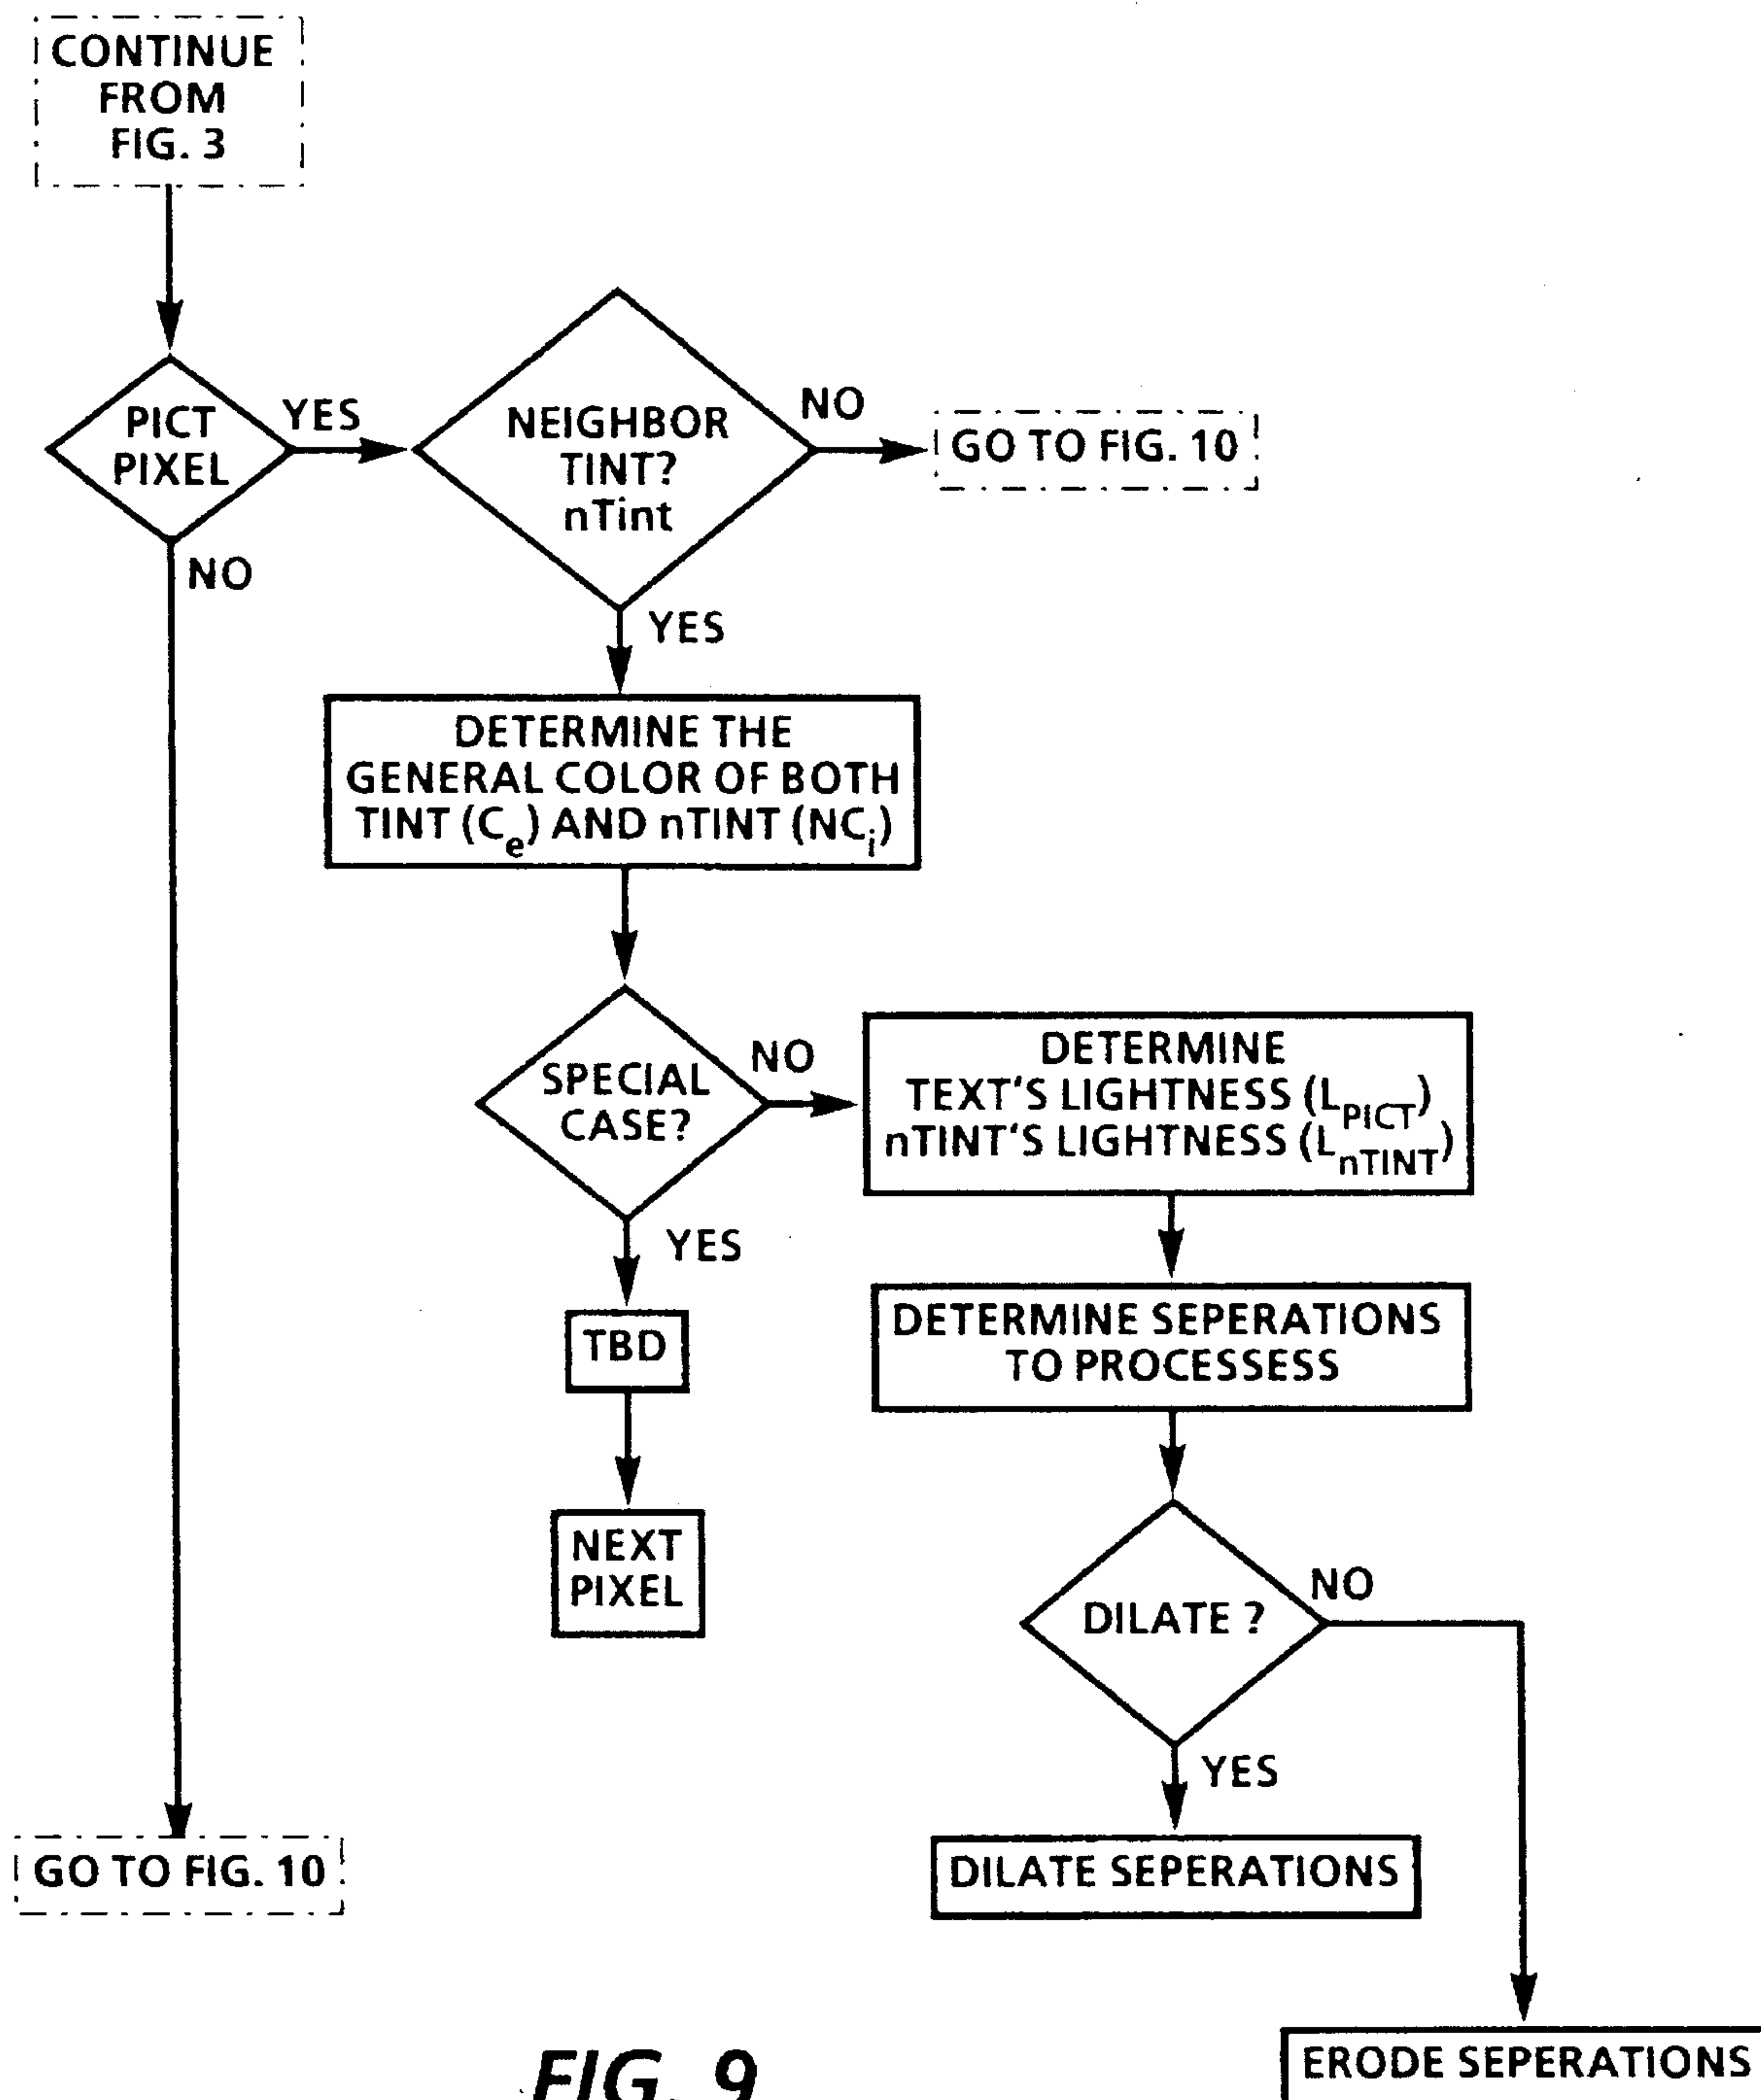 CONTINUE
FROM
FIG. 3
PICT
PIXEL
YES
NO
NEIGHBOR
TINT?
nTint
NO
GO TO FIG. 10
YES
DETERMINE THE
GENERAL COLOR OF BOTH
TINT (Ce) AND nTINT (NCi)
SPECIAL
CASE?
NO
DETERMINE
TEXT'S LIGHTNESS (LPICT)
nTINT'S LIGHTNESS (LnTINT)
YES
TBD
NEXT
PIXEL
DETERMINE SEPERATIONS
TO PROCESSESS
DILATE ?
NO
YES
DILATE SEPERATIONS
GO TO FIG. 10
ERODE SEPERATIONS
FIG. 9